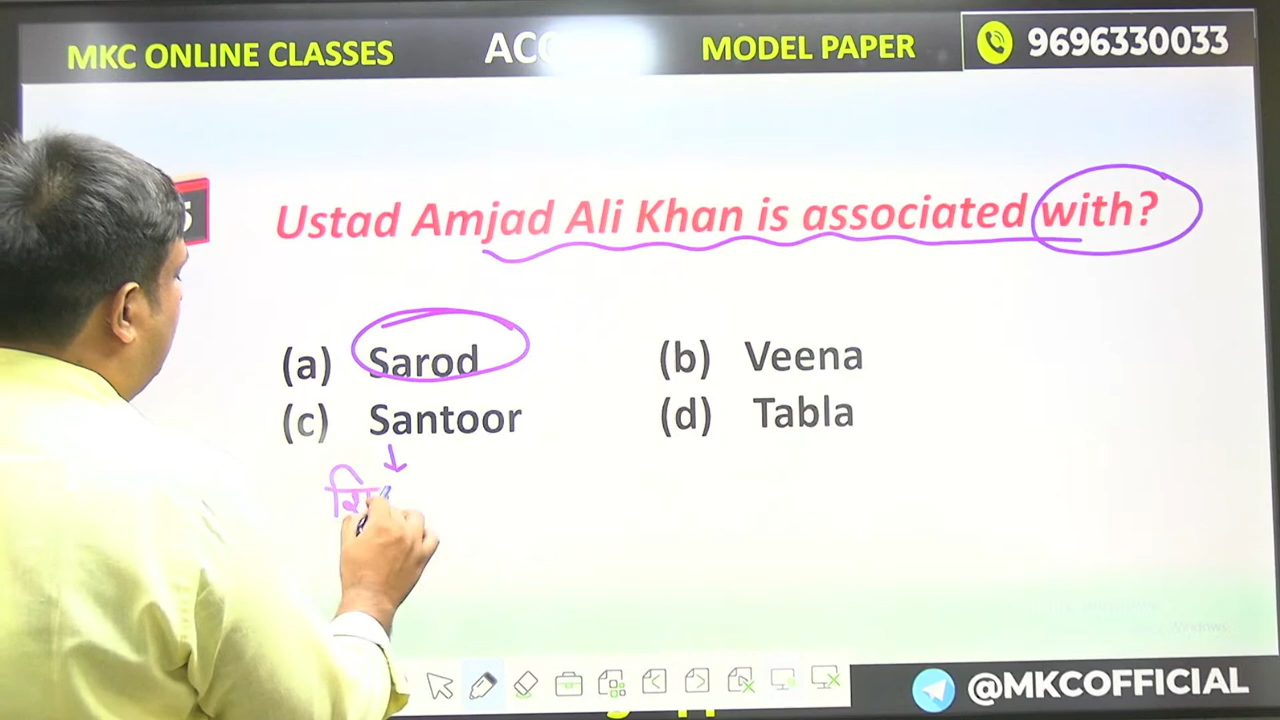 MKC ONLINE CLASSES
MODEL PAPER
9696330033
Ustad Amjad Ali Khan is associated with?
(a) Sarod
(b) Veena
(c) Santoor
(d) Tabla
शि
@MKCOFFICIAL